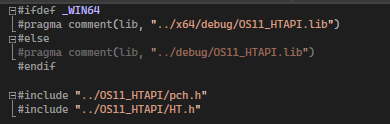 #ifdef _WIN64
#pragma comment(lib, "../x64/debug/OS11_HTAPI.lib")
#else
#pragma comment(lib, "../debug/OS11_HTAPI.lib")
#endif
#include "../OS11_HTAPI/pch.h"
#include "../OS11_HTAPI/HT.h"